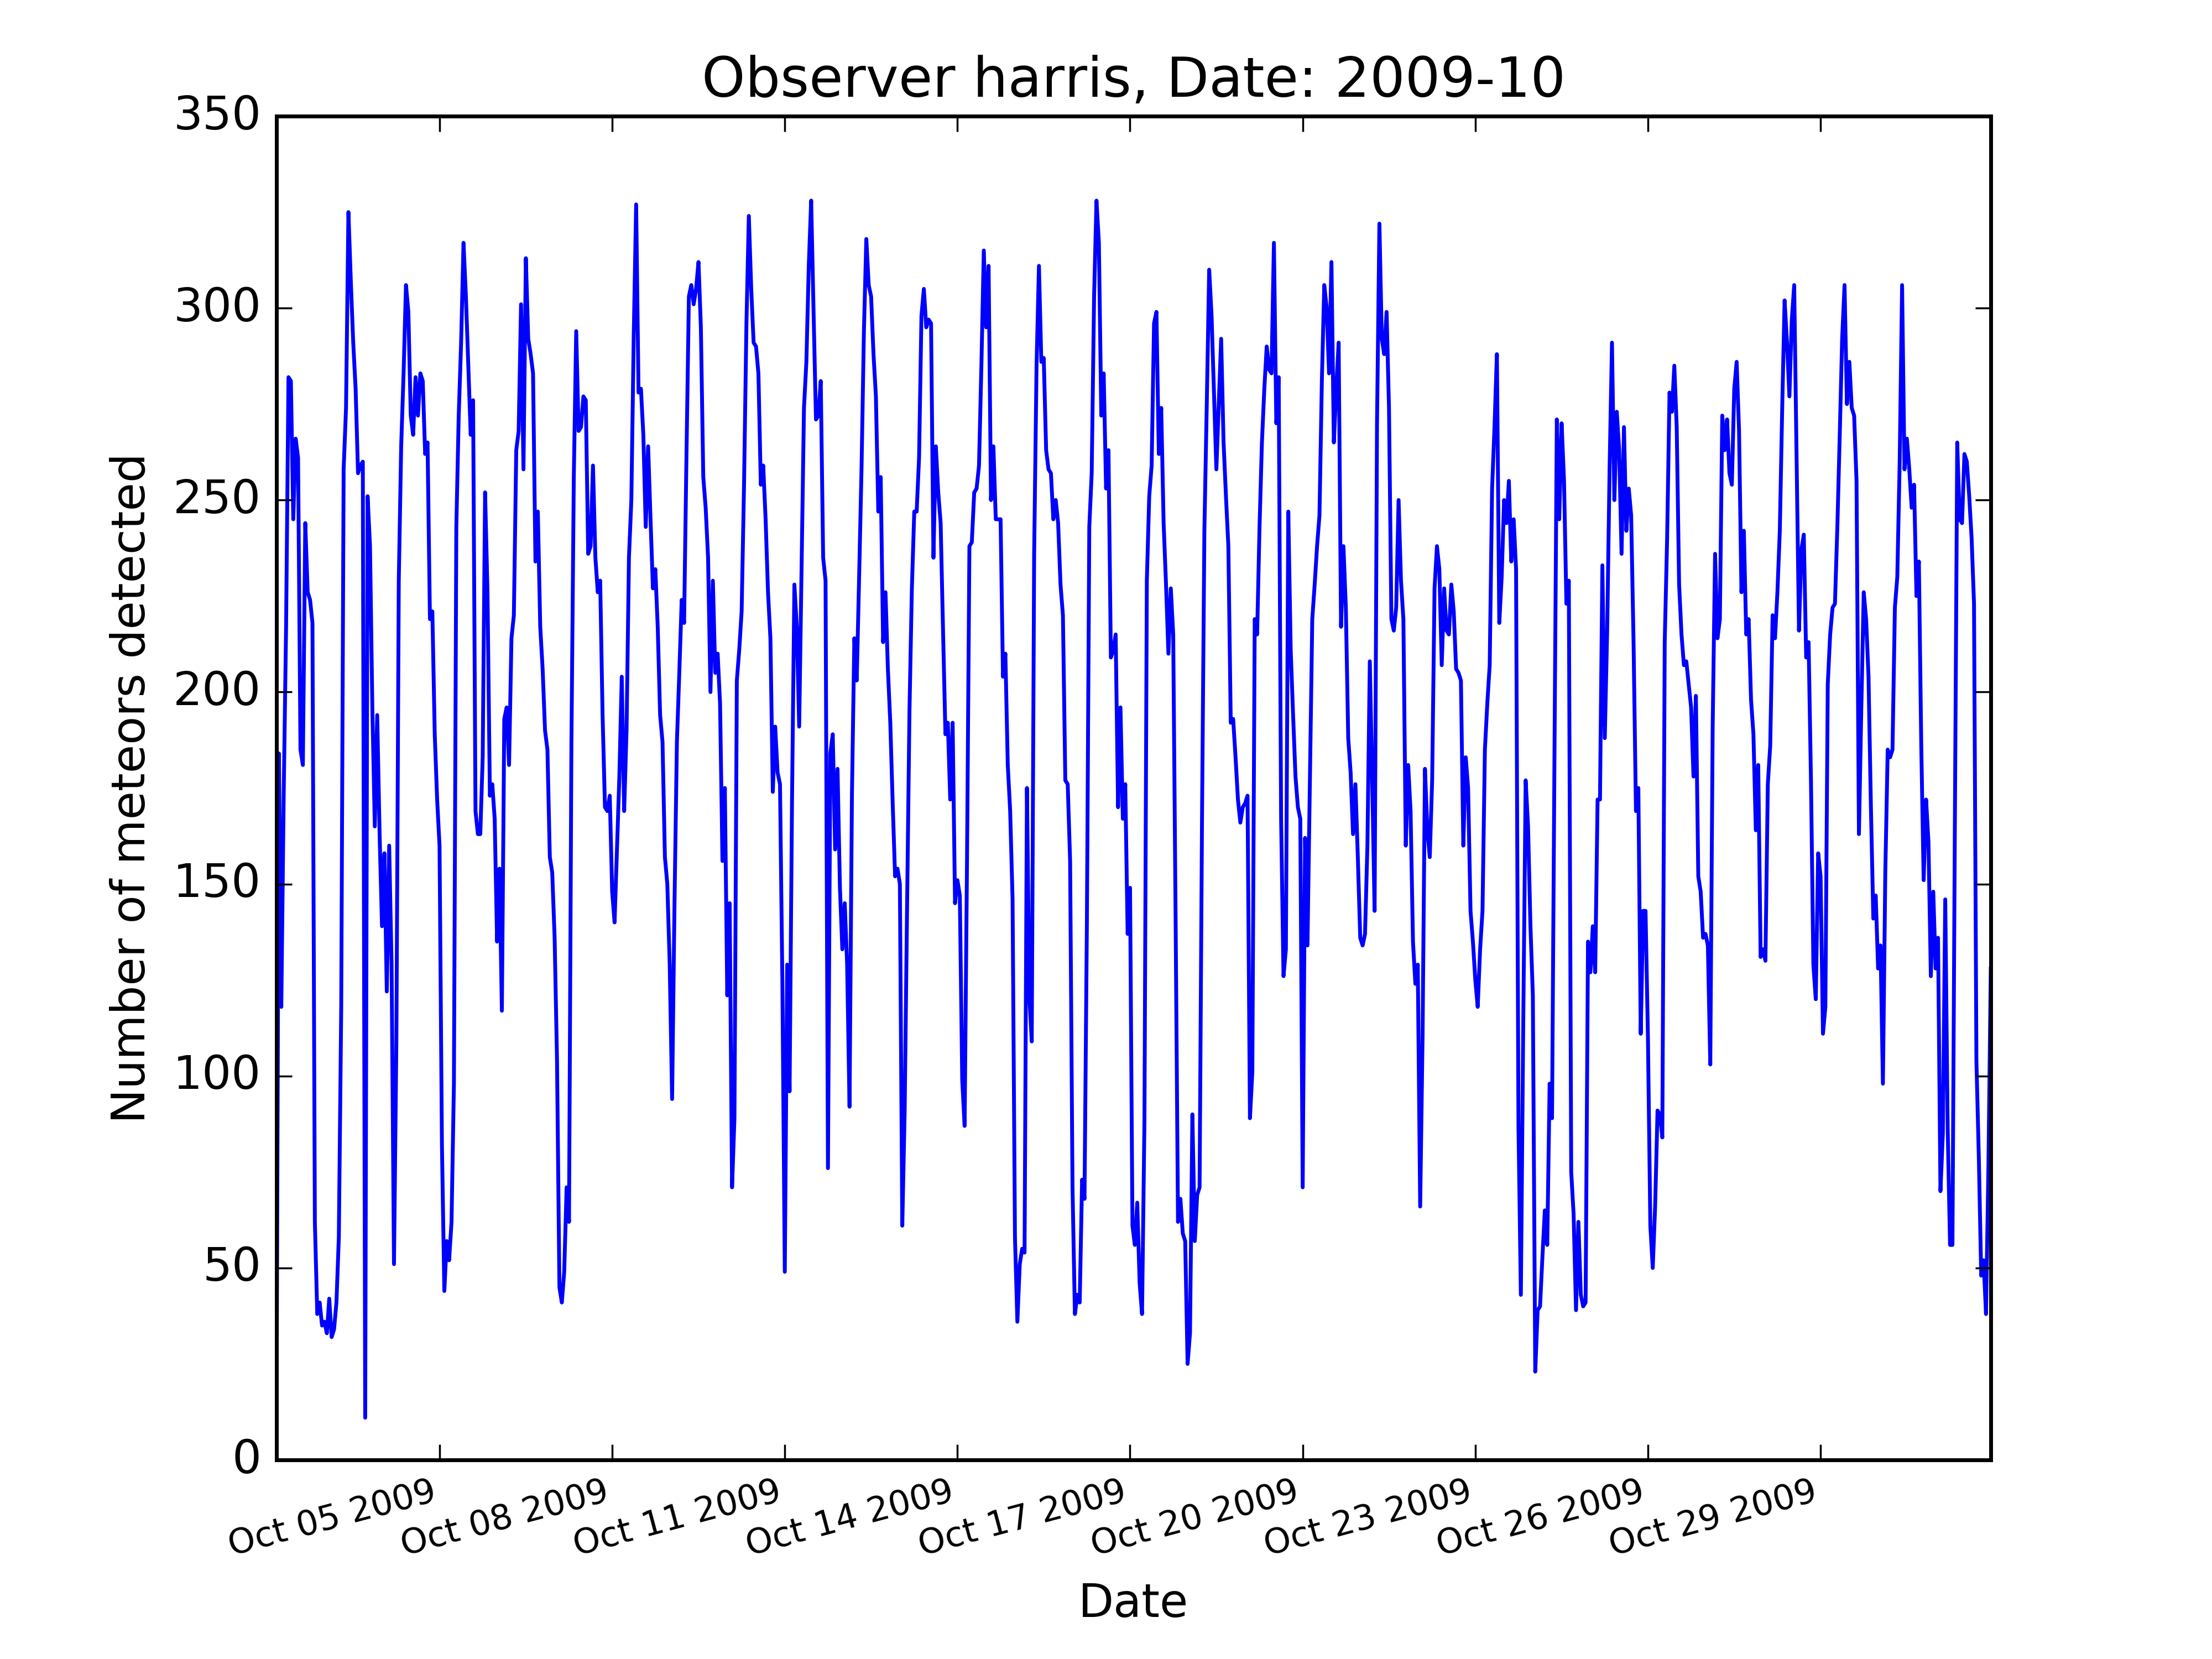 Observer harris, Date: 2009-10
350
300
250
200
150
100
50
0
Number of meteors detected
Oct 05 2009
Oct 08 2009
Oct 11 2009
Oct 14 2009
Oct 17 2009
Oct 20 2009
Oct 23 2009
Oct 26 2009
Oct 29 2009
Date